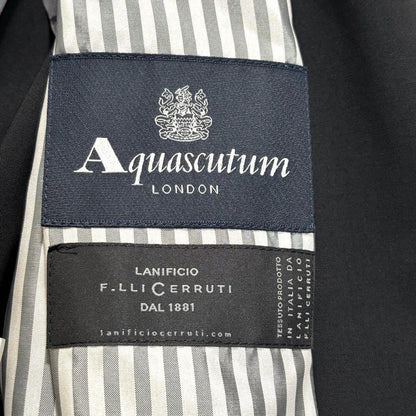 Aquascutum
LONDON
LANIFICIO
F.LLI CERRUTI
DAL 1881
lanificiocerruti.com
TESSUTO PRODOTTO
IN ITALIA DA
LANIFICIO
F.LLI CERRUTI